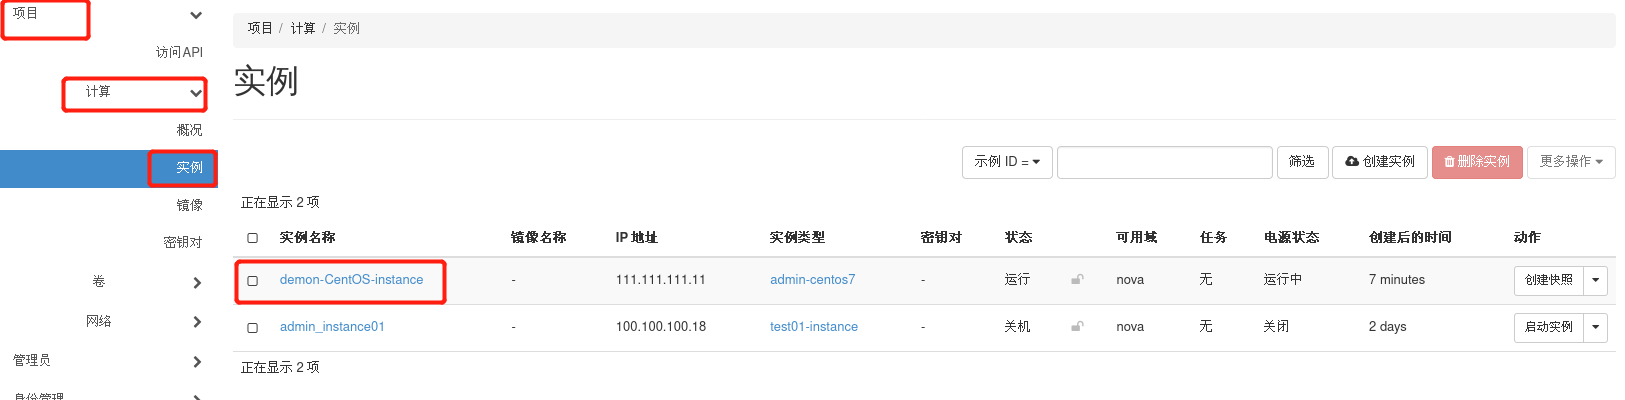 项目
访问API
计算
概况
实例
镜像
密钥对
卷
网络
管理员
身份管理
项目 / 计算 / 实例
实例
示例 ID = 筛选 创建实例 删除实例 更多操作
正在显示 2 项
实例名称 镜像名称 IP 地址 实例类型 密钥对 状态 可用域 任务 电源状态 创建后的时间 动作
demon-CentOS-instance - 111.111.111.11 admin-centos7 - 运行 nova 无 运行中 7 minutes 创建快照
admin_instance01 - 100.100.100.18 test01-instance - 关机 nova 无 关闭 2 days 启动实例
正在显示 2 项